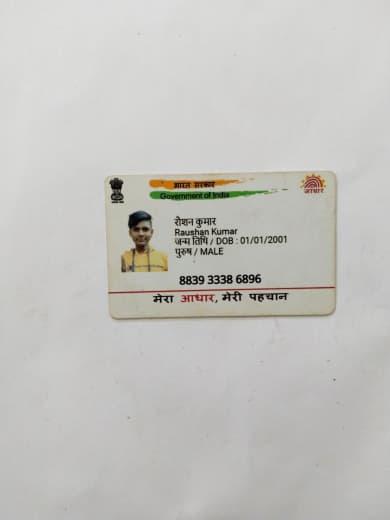 भारत सरकार
Government of India
आधार
रौशन कुमार
Raushan Kumar
जन्म तिथि / DOB : 01/01/2001
पुरुष / MALE
8839 3338 6896
मेरा आधार, मेरी पहचान